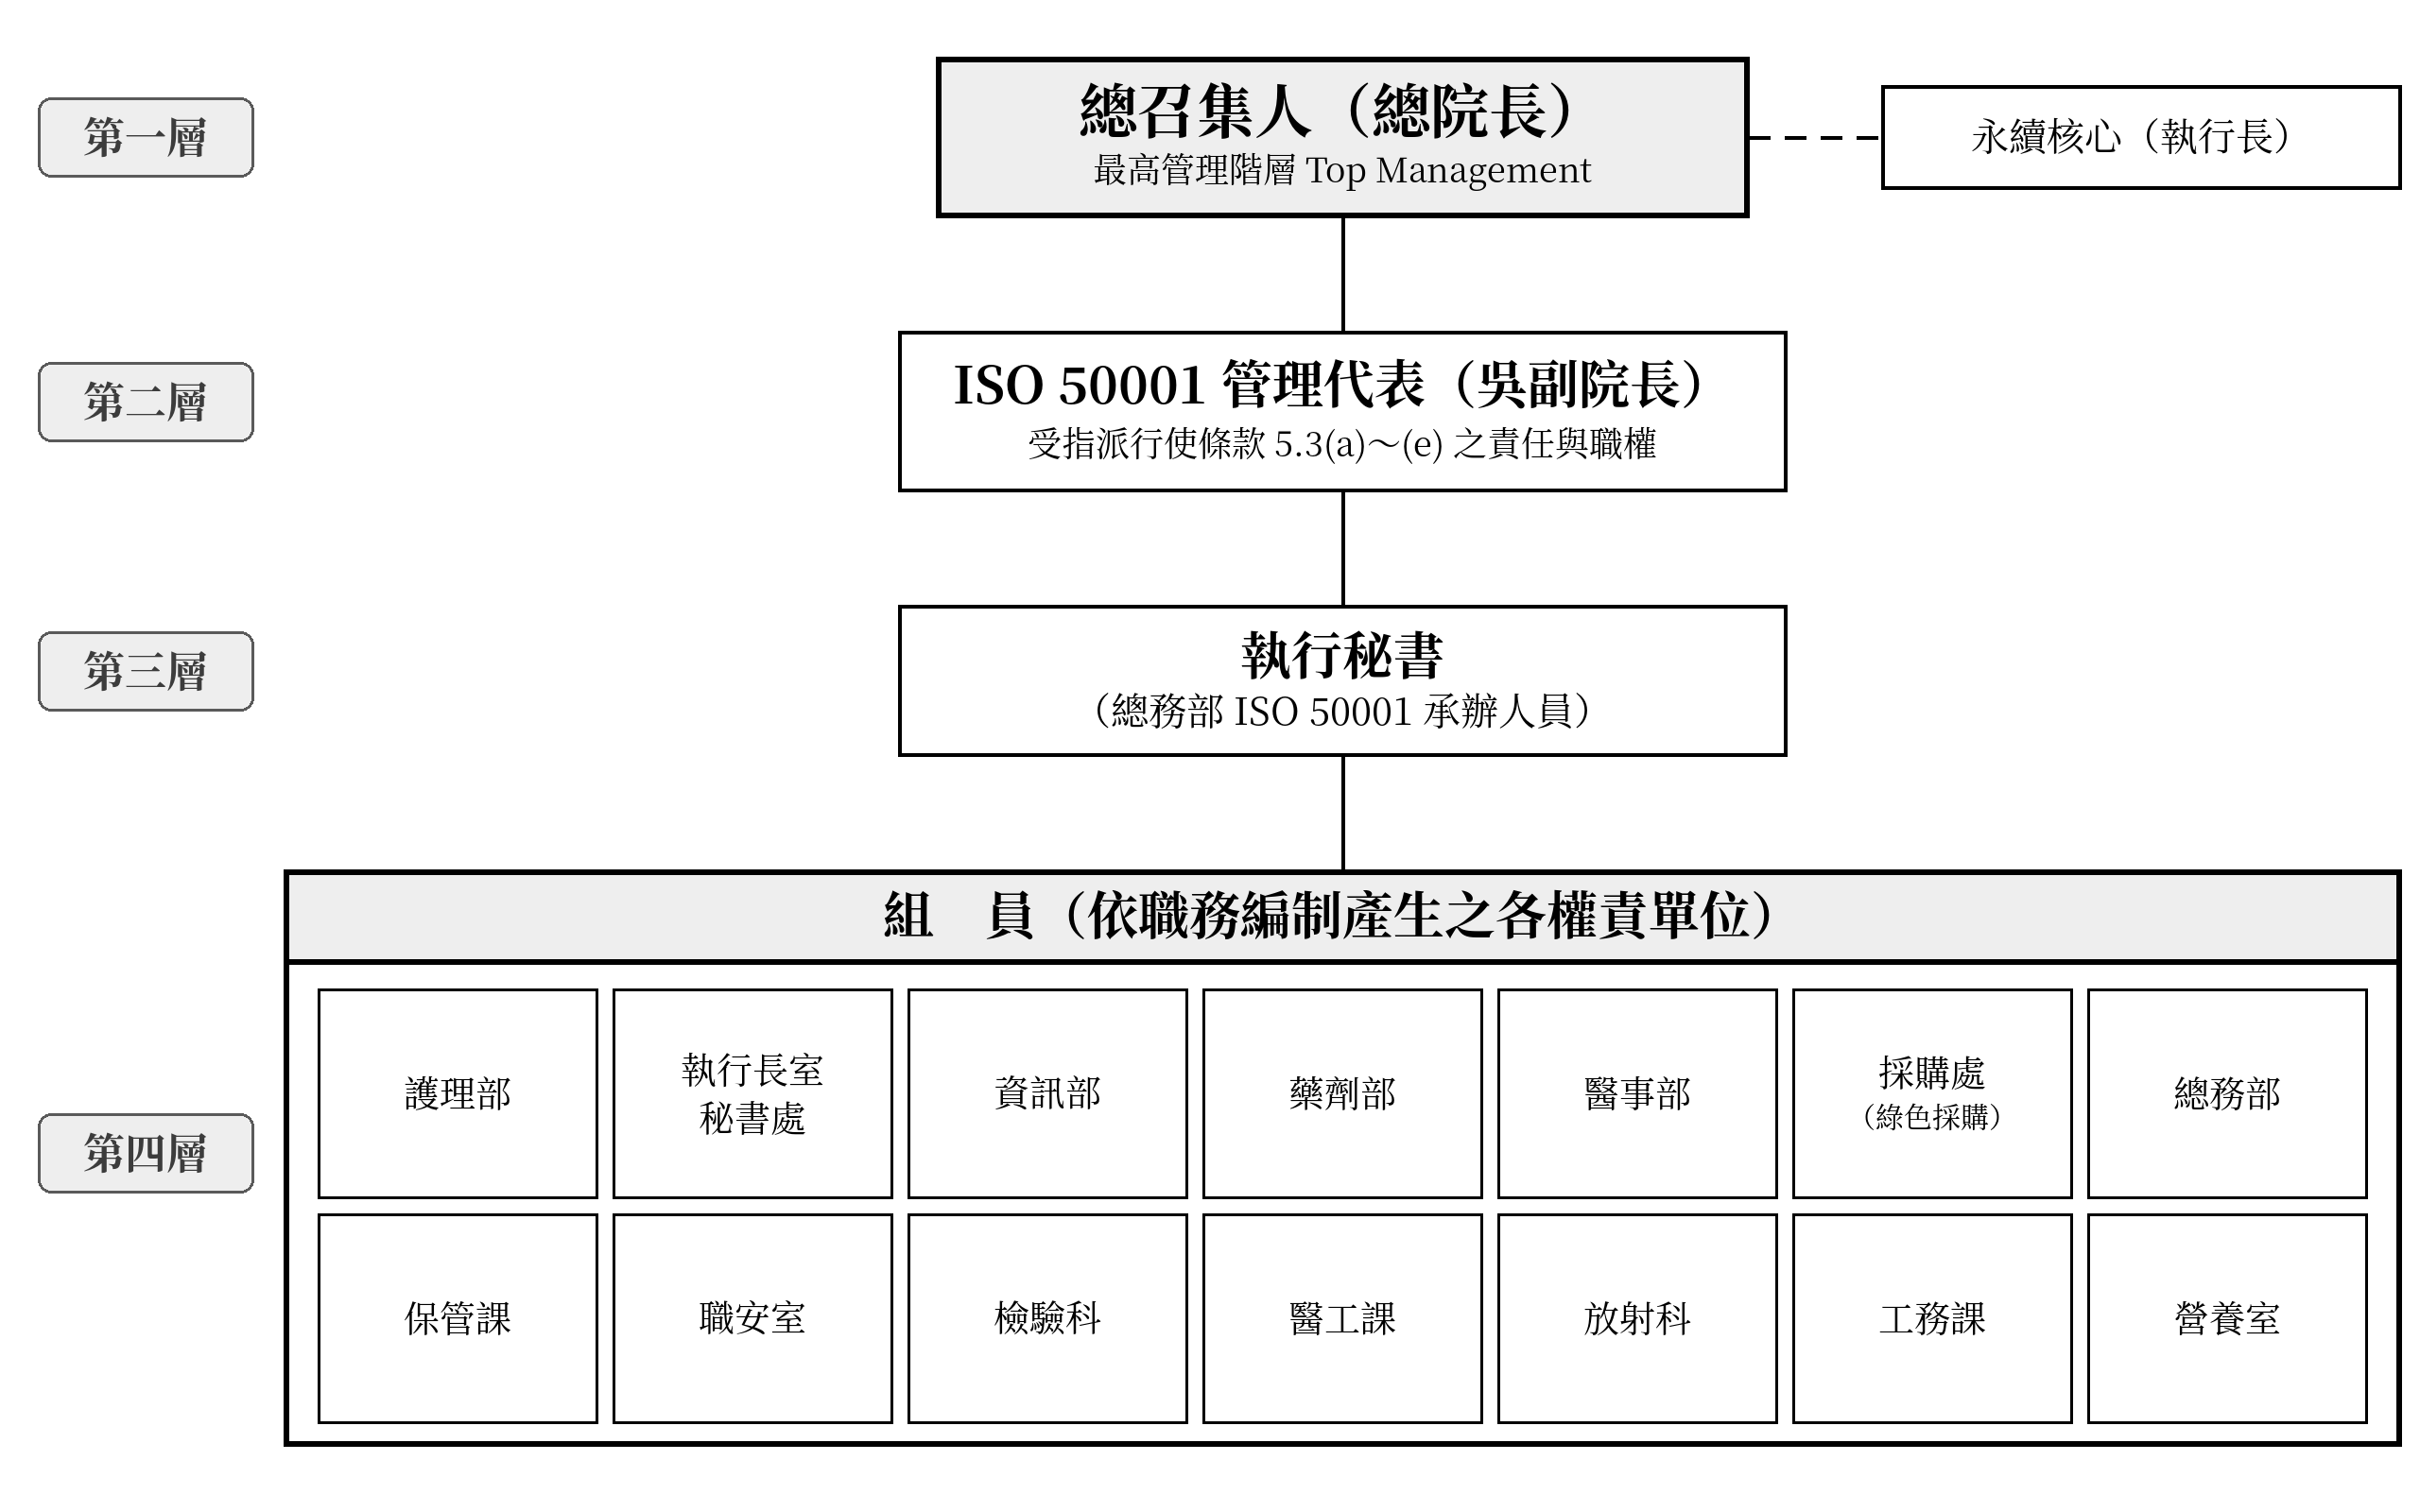 第一層
總召集人（總院長）
最高管理階層 Top Management
永續核心（執行長）
第二層
ISO 50001 管理代表（吳副院長）
受指派行使條款 5.3(a)～(e) 之責任與職權
第三層
執行秘書
（總務部 ISO 50001 承辦人員）
第四層
組　員（依職務編制產生之各權責單位）
護理部
執行長室
秘書處
資訊部
藥劑部
醫事部
採購處
（綠色採購）
總務部
保管課
職安室
檢驗科
醫工課
放射科
工務課
營養室